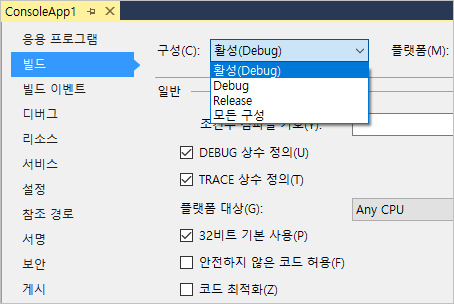 ConsoleApp1
응용 프로그램
빌드
빌드 이벤트
디버그
리소스
서비스
설정
참조 경로
서명
보안
게시
구성(C): 활성(Debug) 플랫폼(M):
활성(Debug)
Debug
Release
모든 구성
일반
조건부 컴파일 기호(Y):
DEBUG 상수 정의(U)
TRACE 상수 정의(T)
플랫폼 대상(G): Any CPU
32비트 기본 사용(P)
안전하지 않은 코드 허용(F)
코드 최적화(Z)